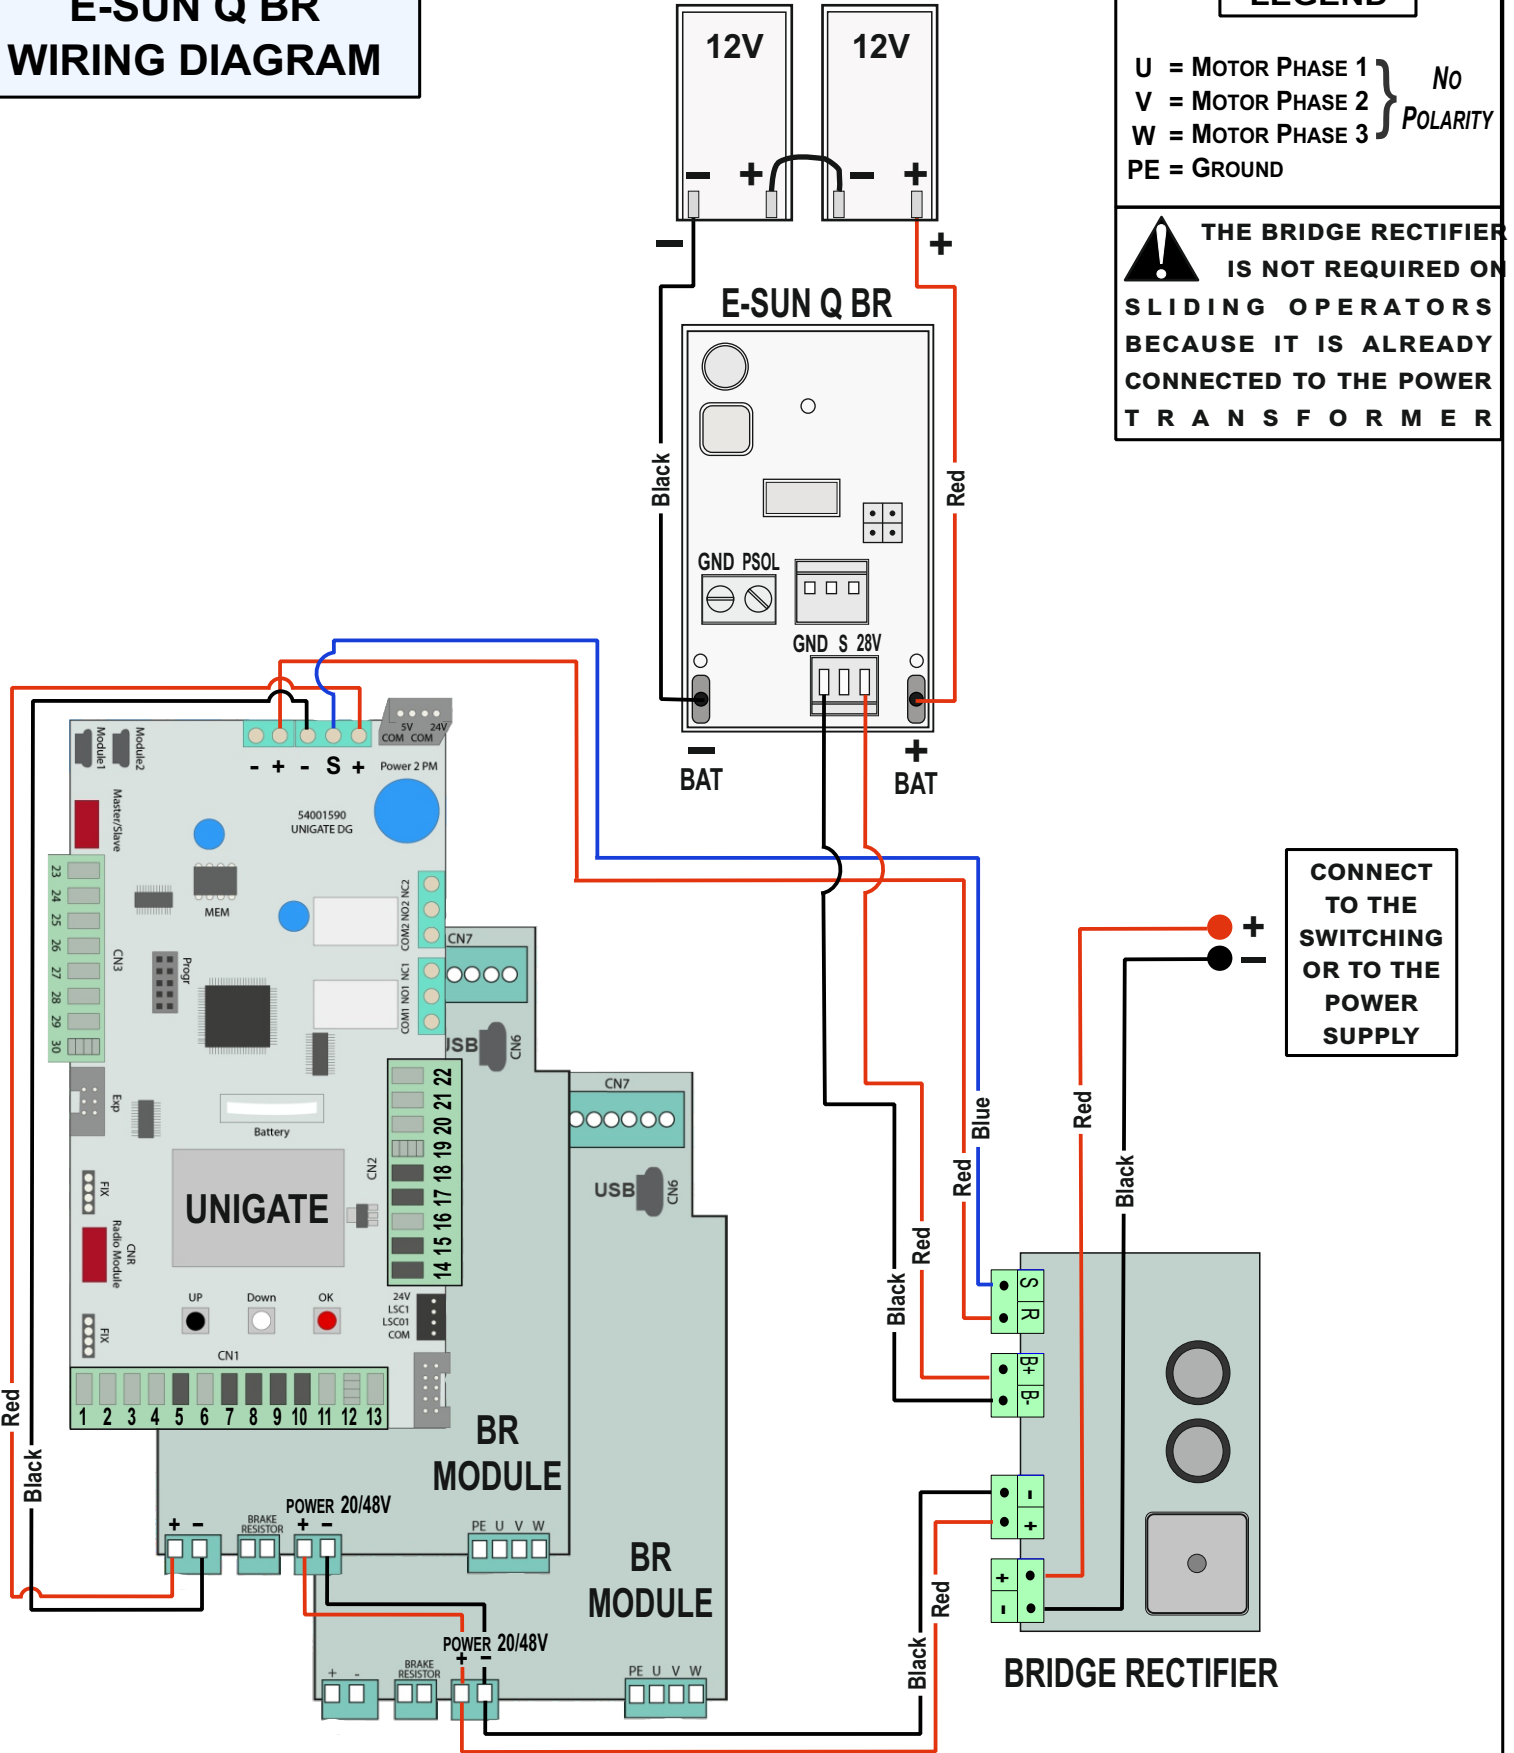 E-SUN Q BR
WIRING DIAGRAM
12V
12V
- + - +
- +
LEGEND
U = MOTOR PHASE 1
V = MOTOR PHASE 2
W = MOTOR PHASE 3
} NO POLARITY
PE = GROUND
THE BRIDGE RECTIFIER
IS NOT REQUIRED ON
SLIDING OPERATORS
BECAUSE IT IS ALREADY
CONNECTED TO THE POWER
TRANSFORMER
E-SUN Q BR
Black
Red
GND PSOL
GND S 28V
- BAT
+ BAT
- + - S +
5V 24V
COM COM
Power 2 PM
Module1
Module2
Master/Slave
54001590
UNIGATE DG
MEM
23
24
25
26
27
28
29
30
CN3
Progr
COM2 NO2 NC2
COM1 NO1 NC1
CN7
USB
CN6
CN7
USB
CN6
Exp
Battery
CN2
22
21
20
19
18
17
16
15
14
FIX
UNIGATE
CNR
Radio Module
FIX
UP
Down
OK
24V
LSC1
LSC01
COM
CN1
1 2 3 4 5 6 7 8 9 10 11 12 13
Red
Black
BR
MODULE
POWER 20/48V
+ -
BRAKE
RESISTOR
+ -
PE U V W
BR
MODULE
POWER 20/48V
+ -
BRAKE
RESISTOR
+ -
PE U V W
CONNECT
TO THE
SWITCHING
OR TO THE
POWER
SUPPLY
+
-
Blue
Red
Red
Black
Red
Black
S
R
B+
B-
-
+
+
-
Black
Red
BRIDGE RECTIFIER